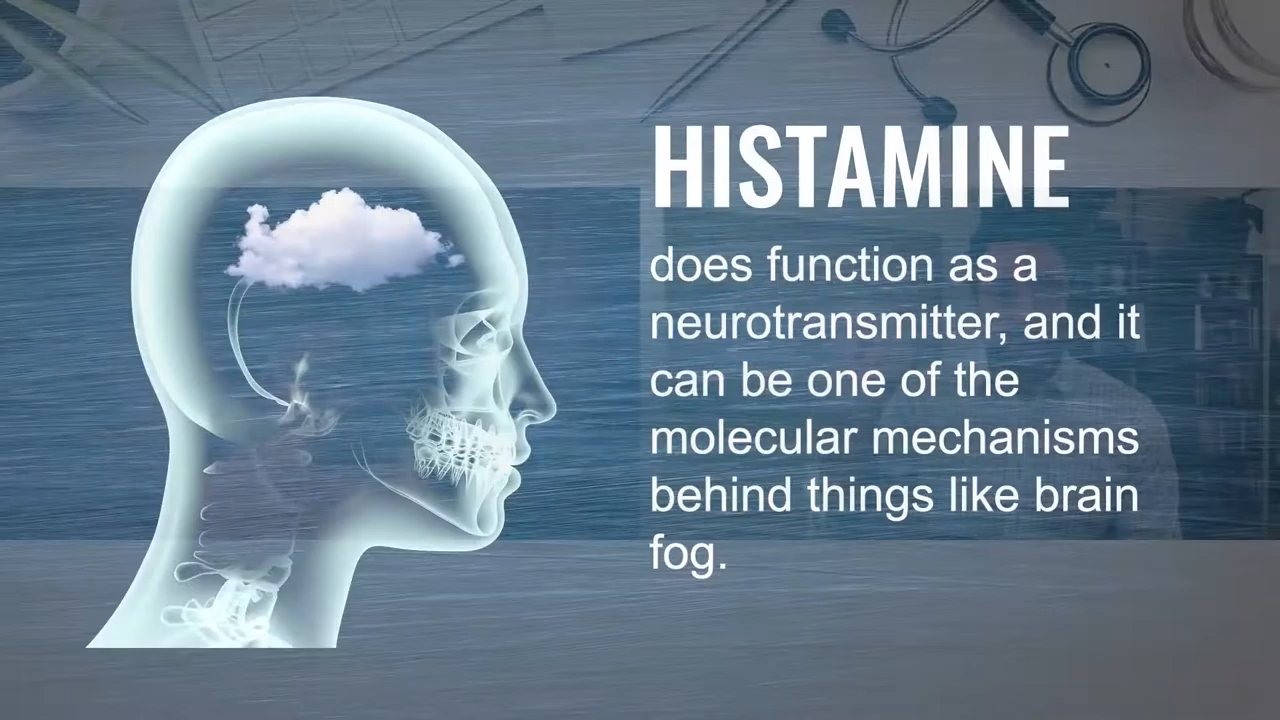 HISTAMINE
does function as a
neurotransmitter, and it
can be one of the
molecular mechanisms
behind things like brain
fog.